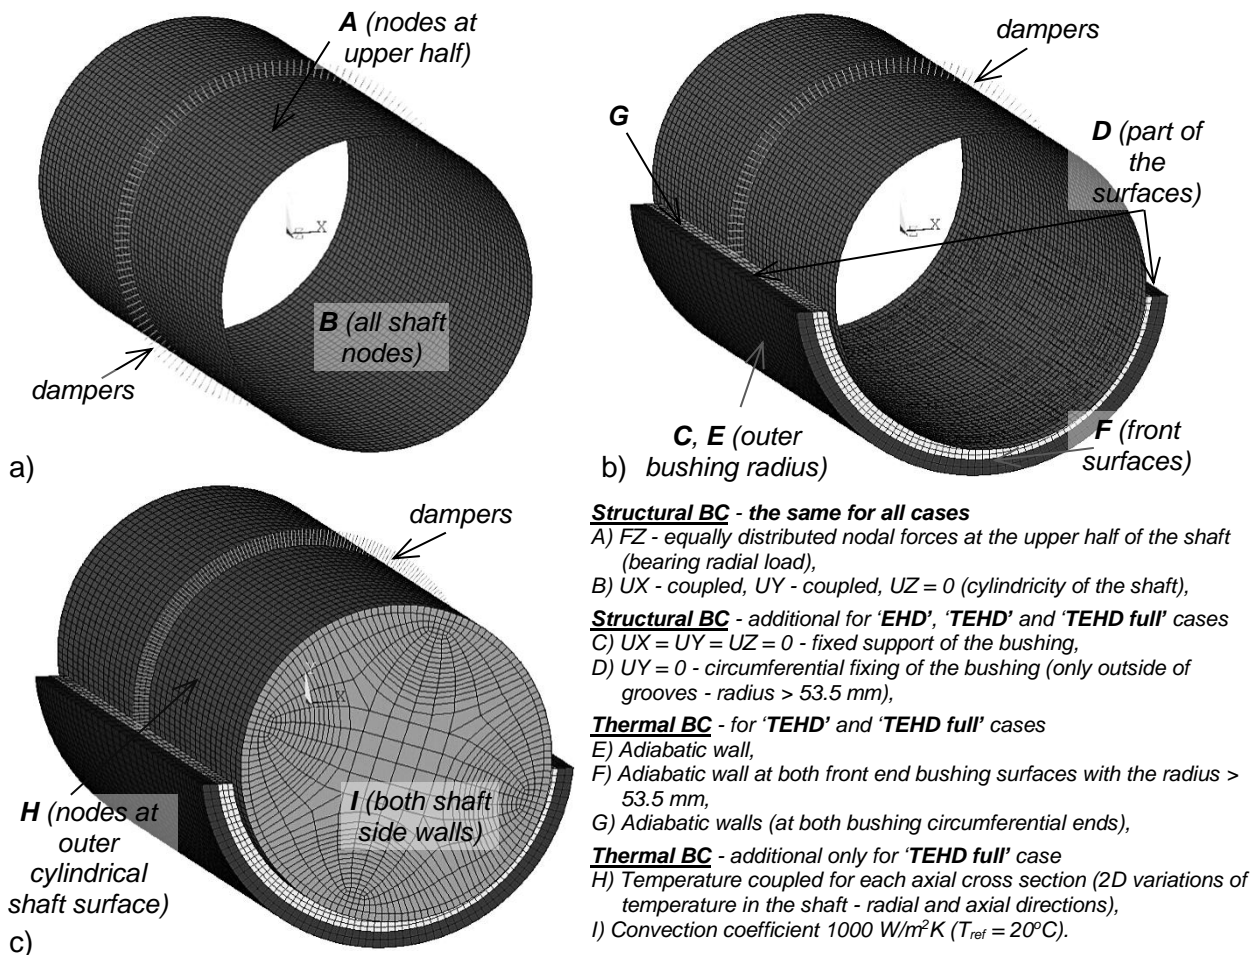 A (nodes at
upper half)
B (all shaft
nodes)
dampers
X
Z
a)
dampers
G
D (part of
the
surfaces)
X
Z
C, E (outer
bushing radius)
F (front
surfaces)
b)
dampers
X
H (nodes at
outer
cylindrical
shaft surface)
I (both shaft
side walls)
c)
Structural BC - the same for all cases
A) FZ - equally distributed nodal forces at the upper half of the shaft
(bearing radial load),
B) UX - coupled, UY - coupled, UZ = 0 (cylindricity of the shaft),
Structural BC - additional for ‘EHD’, ‘TEHD’ and ‘TEHD full’ cases
C) UX = UY = UZ = 0 - fixed support of the bushing,
D) UY = 0 - circumferential fixing of the bushing (only outside of
grooves - radius > 53.5 mm),
Thermal BC - for ‘TEHD’ and ‘TEHD full’ cases
E) Adiabatic wall,
F) Adiabatic wall at both front end bushing surfaces with the radius >
53.5 mm,
G) Adiabatic walls (at both bushing circumferential ends),
Thermal BC - additional only for ‘TEHD full’ case
H) Temperature coupled for each axial cross section (2D variations of
temperature in the shaft - radial and axial directions),
I) Convection coefficient 1000 W/m²K (Tref = 20°C).